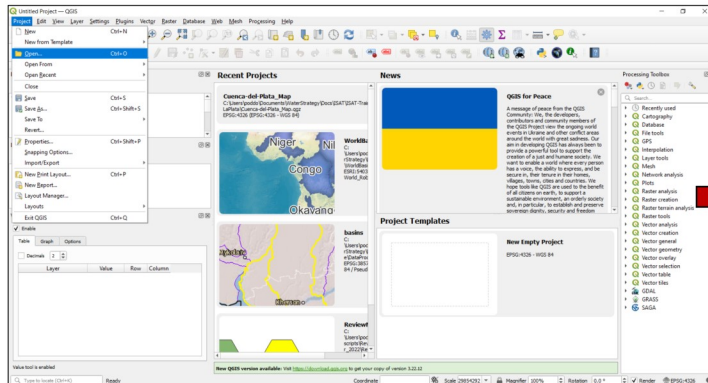 Untitled Project — QGIS
Project Edit View Layer Settings Plugins Vector Raster Database Web Mesh Processing Help
New Ctrl+N
New from Template
Open... Ctrl+O
Open From
Open Recent
Close
Save Ctrl+S
Save As... Ctrl+Shift+S
Save To
Revert...
Properties... Ctrl+Shift+P
Snapping Options...
Import/Export
New Print Layout... Ctrl+P
New Report...
Layout Manager...
Layouts
Exit QGIS Ctrl+Q
Enable
Table Graph Options
Decimals 2
Layer Value Row Column
Value tool is enabled
Type to locate (Ctrl+K) Ready
Recent Projects
Cuenca-del-Plata_Map
EPSG:4326 (EPSG:4326 - WGS 84)
Niger Nil
Congo
Okavang
WorldBa
C:
basins
C:
EPSG:3857
84 / Pseud
Kharuan
C:
News
QGIS for Peace
A message of peace from the QGIS
Community: We, the developers,
contributors and community members of
the QGIS Project view the ongoing world
events in Ukraine and other conflict areas
around the world with great sadness. Our
aim in developing QGIS has always been to
provide a powerful tool to support the
creation of a just and humane society. We
want to enable a world where every person
has a voice, the ability to express, and be
secure in, their tenure in their homes,
villages, towns, cities and countries. We
hope tools like QGIS are used to the benefit
of all citizens on earth, to support a
sustainable environment, an orderly society
and, in particular, to establish and preserve
sovereign dignity, security and freedom
Project Templates
New Empty Project
EPSG:4326 - WGS 84
New QGIS version available: Visit https://download.qgis.org to get your copy of version 3.22.12
Coordinate Scale Magnifier 100% Rotation 0.0 ° Render EPSG:4326
Processing Toolbox
Search...
Recently used
Cartography
Database
File tools
GPS
Interpolation
Layer tools
Mesh
Network analysis
Plots
Raster analysis
Raster creation
Raster terrain analysis
Raster tools
Vector analysis
Vector creation
Vector general
Vector geometry
Vector overlay
Vector selection
Vector table
Vector tiles
GDAL
GRASS
SAGA